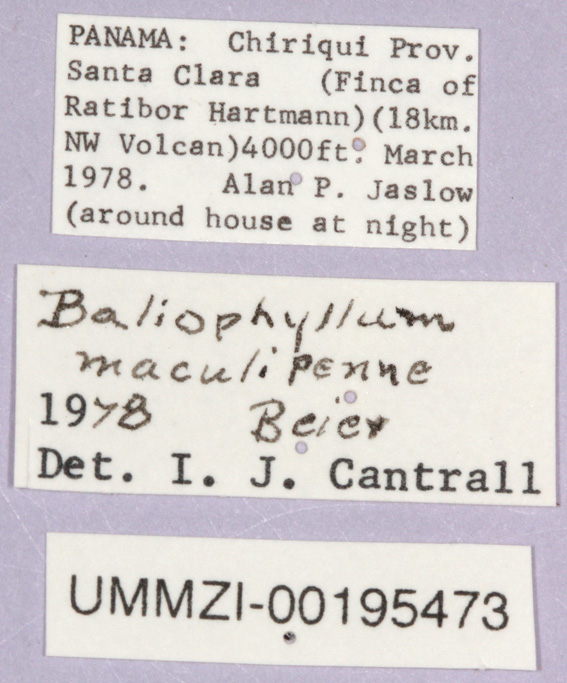 PANAMA: Chiriqui Prov.
Santa Clara (Finca of
Ratibor Hartmann)(18km.
NW Volcan)4000ft. March
1978. Alan P. Jaslow
(around house at night)
Baliophyllum
maculipenne
1978 Beier
Det. I. J. Cantrall
UMMZI-00195473